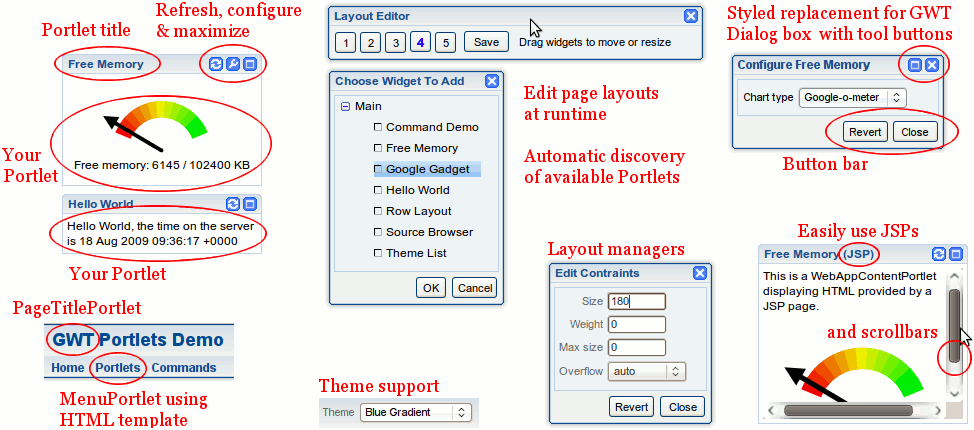 Portlet title
Refresh, configure
& maximize
Free Memory
Your
Portlet
Free memory: 6145 / 102400 KB
Hello World
Hello World, the time on the server
is 18 Aug 2009 09:36:17 +0000
Your Portlet
PageTitlePortlet
GWT Portlets Demo
Home Portlets Commands
MenuPortlet using
HTML template
Layout Editor
1 2 3 4 5 Save Drag widgets to move or resize
Choose Widget To Add
Main
Command Demo
Free Memory
Google Gadget
Hello World
Row Layout
Source Browser
Theme List
OK Cancel
Edit page layouts
at runtime
Automatic discovery
of available Portlets
Theme support
Theme Blue Gradient
Layout managers
Edit Contraints
Size 180
Weight 0
Max size 0
Overflow auto
Revert Close
Styled replacement for GWT
Dialog box with tool buttons
Configure Free Memory
Chart type Google-o-meter
Revert Close
Button bar
Easily use JSPs
Free Memory (JSP)
This is a WebAppContentPortlet
displaying HTML provided by a
JSP page.
and scrollbars